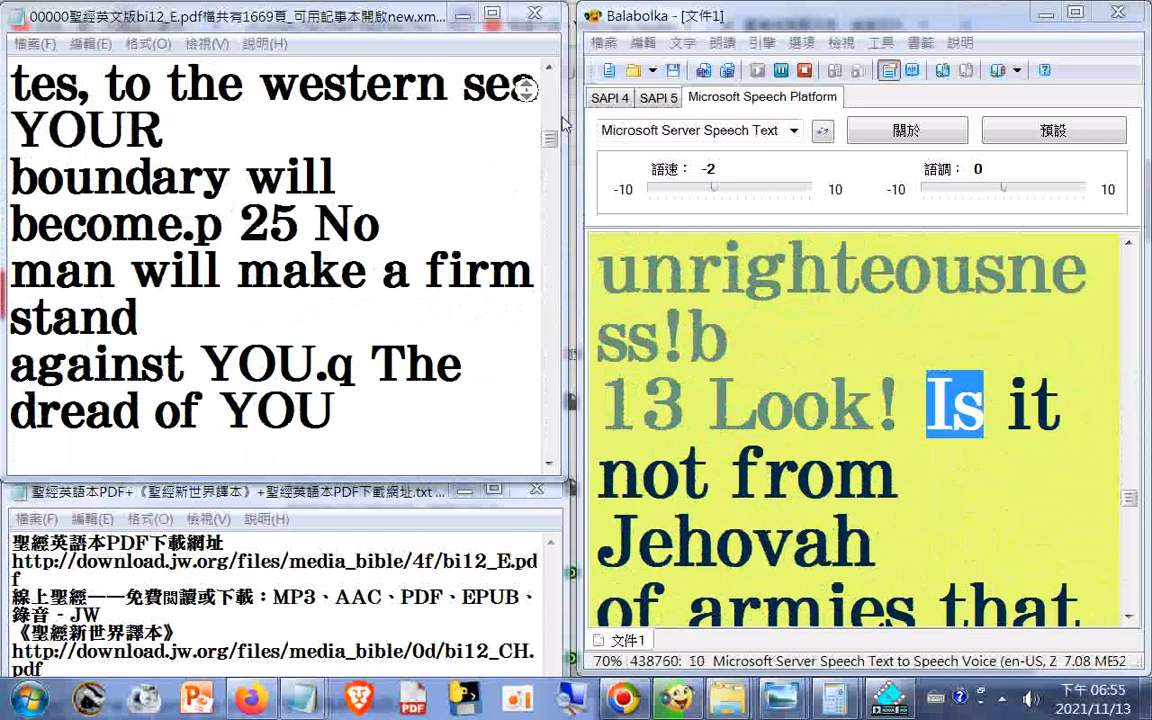 00000聖經英文版bi12_E.pdf檔共有1669頁_可用記事本開啟new.xm...
檔案(F) 編輯(E) 格式(O) 檢視(V) 說明(H)
tes, to the western sea
YOUR
boundary will
become.p 25 No
man will make a firm
stand
against YOU.q The
dread of YOU
聖經英語本PDF+《聖經新世界譯本》+聖經英語本PDF下載網址.txt ...
檔案(F) 編輯(E) 格式(O) 檢視(V) 說明(H)
聖經英語本PDF下載網址
http://download.jw.org/files/media_bible/4f/bi12_E.pd
f
線上聖經──免費閱讀或下載：MP3、AAC、PDF、EPUB、
錄音 - JW
《聖經新世界譯本》
http://download.jw.org/files/media_bible/0d/bi12_CH.
pdf
Balabolka - [文件1]
檔案 編輯 文字 朗讀 引擎 選項 檢視 工具 書籤 說明
SAPI 4 SAPI 5 Microsoft Speech Platform
Microsoft Server Speech Text 關於 預設
語速： -2 語調： 0
-10 10 -10 10
unrighteousne
ss!b
13 Look! Is it
not from
Jehovah
of armies that
文件1
70% 438760: 10 Microsoft Server Speech Text to Speech Voice (en-US, Z 7.08 ME52
下午 06:55
2021/11/13